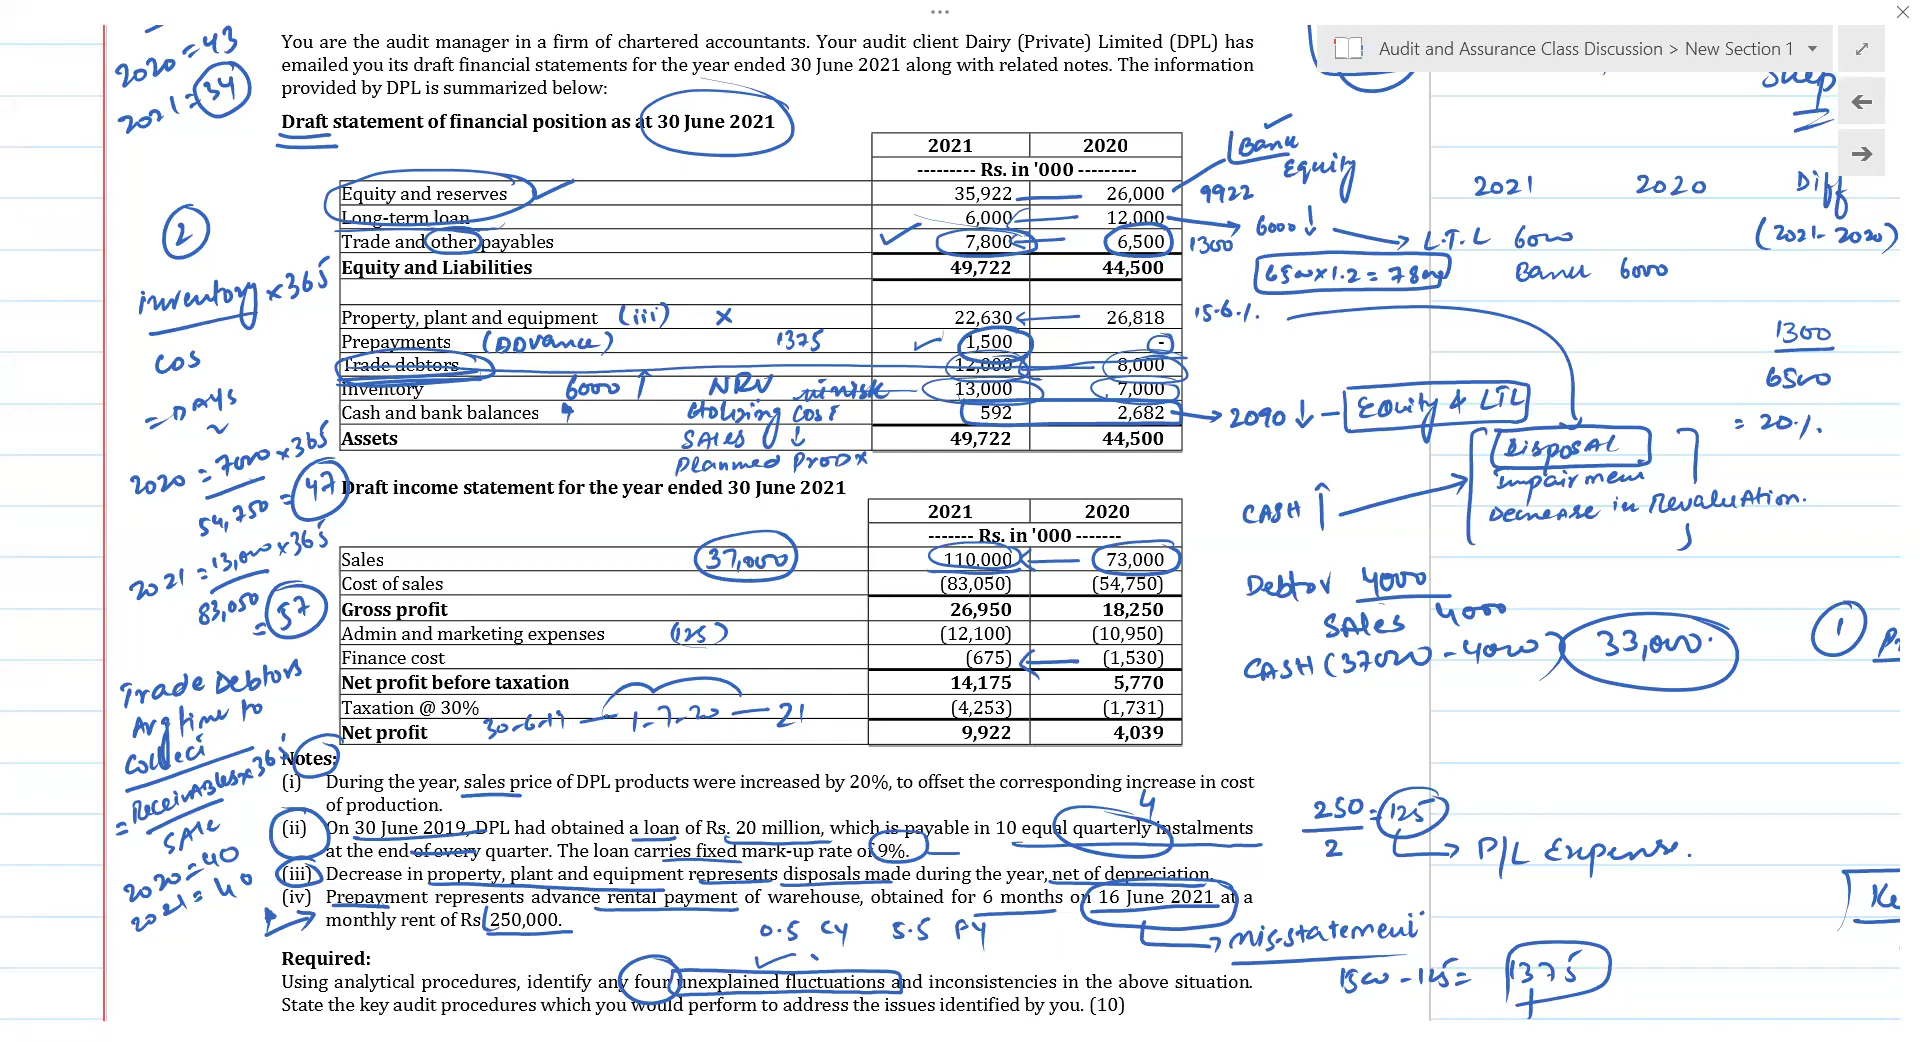 You are the audit manager in a firm of chartered accountants. Your audit client Dairy (Private) Limited (DPL) has
emailed you its draft financial statements for the year ended 30 June 2021 along with related notes. The information
provided by DPL is summarized below:
Audit and Assurance Class Discussion > New Section 1
2020 = 43
2021 = 34
Draft statement of financial position as at 30 June 2021
2021 2020
--------- Rs. in '000 ---------
Equity and reserves 35,922 26,000
Long-term loan 6,000 12,000
Trade and other payables 7,800 6,500
Equity and Liabilities 49,722 44,500
Property, plant and equipment (iii) x 22,630 26,818
Prepayments (ADVance) 1375 1,500 -
Trade debtors 12,000 8,000
Inventory 6000 ↑ NRV 13,000 7,000
Cash and bank balances Holding Cost 592 2,682
SALes ↓
Assets 49,722 44,500
Planned Prodx
Draft income statement for the year ended 30 June 2021
2021 2020
------- Rs. in '000 -------
Sales 37,000 110,000 73,000
Cost of sales (83,050) (54,750)
Gross profit 26,950 18,250
Admin and marketing expenses (125) (12,100) (10,950)
Finance cost (675) (1,530)
Net profit before taxation 14,175 5,770
Taxation @ 30% (4,253) (1,731)
30-6-19 — 1-7-20 — 21
Net profit 9,922 4,039
Notes:
(i) During the year, sales price of DPL products were increased by 20%, to offset the corresponding increase in cost
of production.
(ii) On 30 June 2019, DPL had obtained a loan of Rs. 20 million, which is payable in 10 equal quarterly instalments
4
at the end of every quarter. The loan carries fixed mark-up rate of 9%.
(iii) Decrease in property, plant and equipment represents disposals made during the year, net of depreciation.
(iv) Prepayment represents advance rental payment of warehouse, obtained for 6 months on 16 June 2021 at a
monthly rent of Rs 250,000.
0.5 CY 5.5 PY
Required:
Using analytical procedures, identify any four unexplained fluctuations and inconsistencies in the above situation.
State the key audit procedures which you would perform to address the issues identified by you. (10)
2
inventory x365
COS
= DAYS
2020 = 7000 x365
54,750 = 47
2021 = 13,000 x365
83,050 = 57
Trade Debtors
Avg time to
Collect
= Receivables x 365
SALE
2020 = 40
2021 = 40
Bank
Equity
9922
6000 ↓
1300
L.T.L 6000
Bank 6000
6500x1.2 = 7800
15.6.1.
2090 ↓ - Equity & LTL
Disposal
Impairment
Decrease in Revaluation.
CASH ↑
Debtor 4000
SALes 4000
CASH (37000 - 4000) 33,000.
2021 2020 Diff
(2021-2020)
1300
6500
= 20%
1
250 = 125
2
P/L Expense.
mis-statement
1500 - 125 = 1375